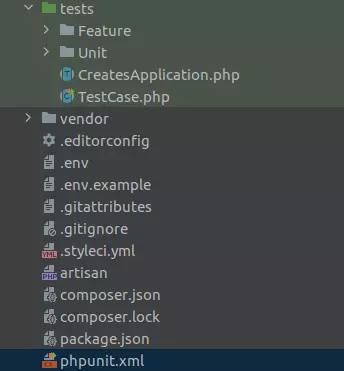 tests
Feature
Unit
CreatesApplication.php
TestCase.php
vendor
.editorconfig
.env
.env.example
.gitattributes
.gitignore
.styleci.yml
artisan
composer.json
composer.lock
package.json
phpunit.xml